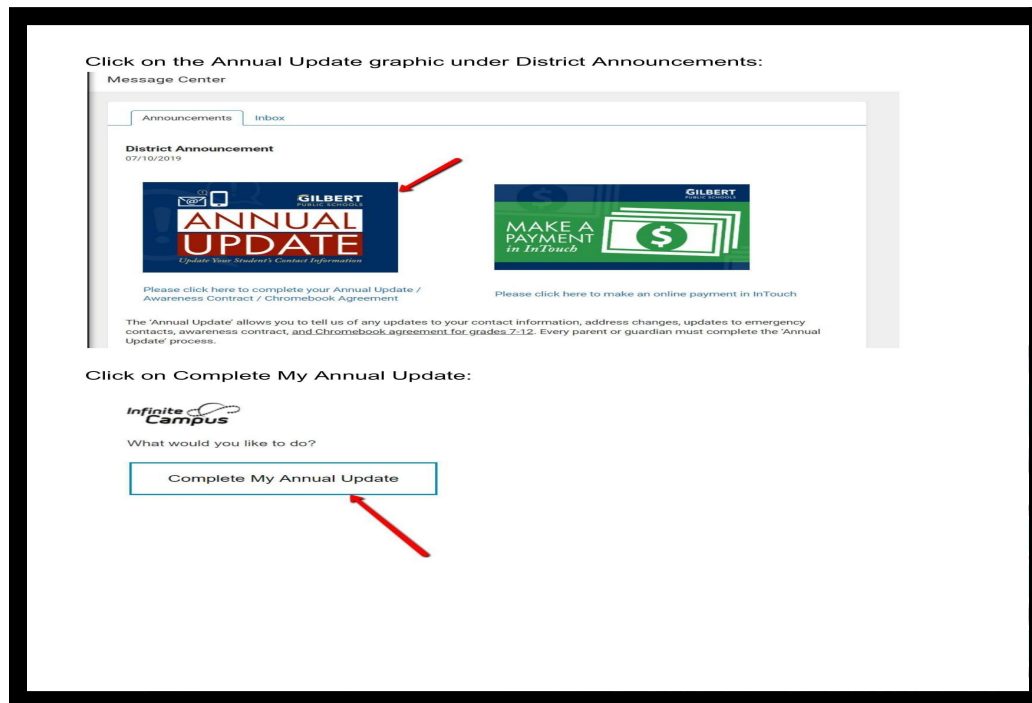 Click on the Annual Update graphic under District Announcements:
Message Center
Announcements Inbox
District Announcement
07/10/2019
GILBERT
PUBLIC SCHOOLS
ANNUAL
UPDATE
Update Your Student's Contact Information
Please click here to complete your Annual Update /
Awareness Contract / Chromebook Agreement
GILBERT
PUBLIC SCHOOLS
MAKE A
PAYMENT
in InTouch
$
Please click here to make an online payment in InTouch
The 'Annual Update' allows you to tell us of any updates to your contact information, address changes, updates to emergency
contacts, awareness contract, and Chromebook agreement for grades 7-12. Every parent or guardian must complete the 'Annual
Update' process.
Click on Complete My Annual Update:
Infinite
Campus
What would you like to do?
Complete My Annual Update